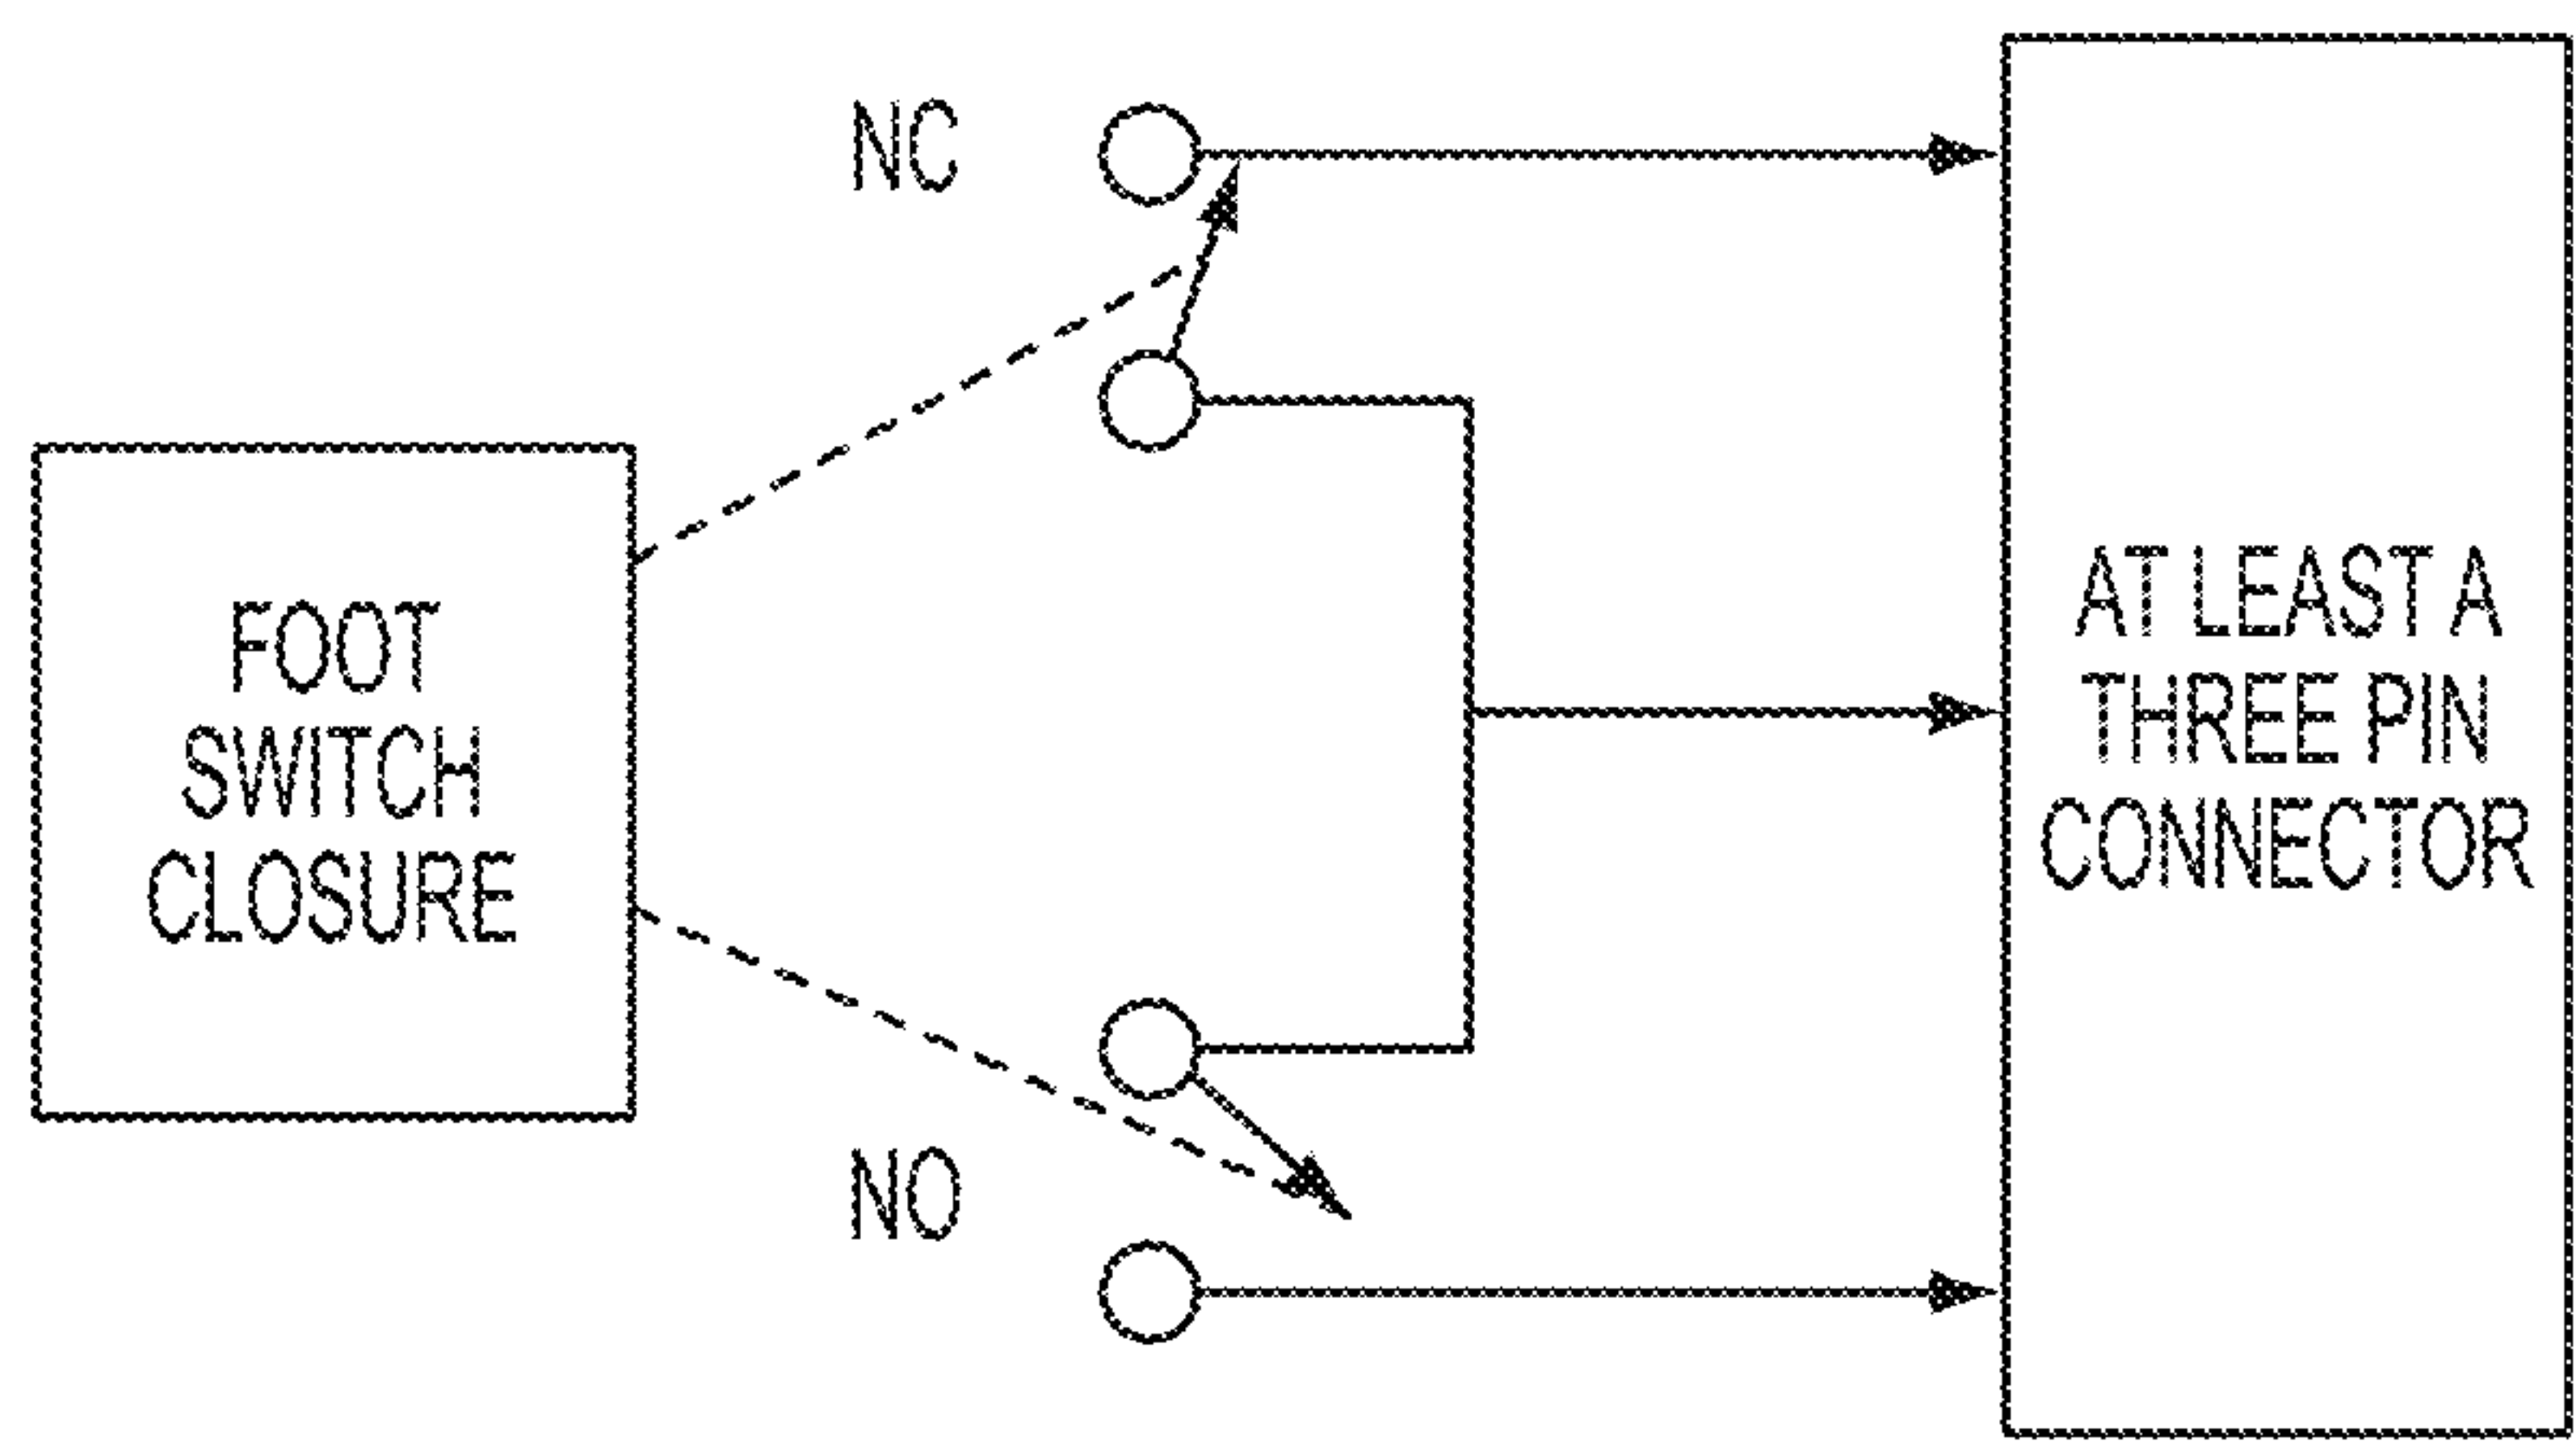 NC
FOOT
SWITCH
CLOSURE
NO
AT LEAST A
THREE PIN
CONNECTOR